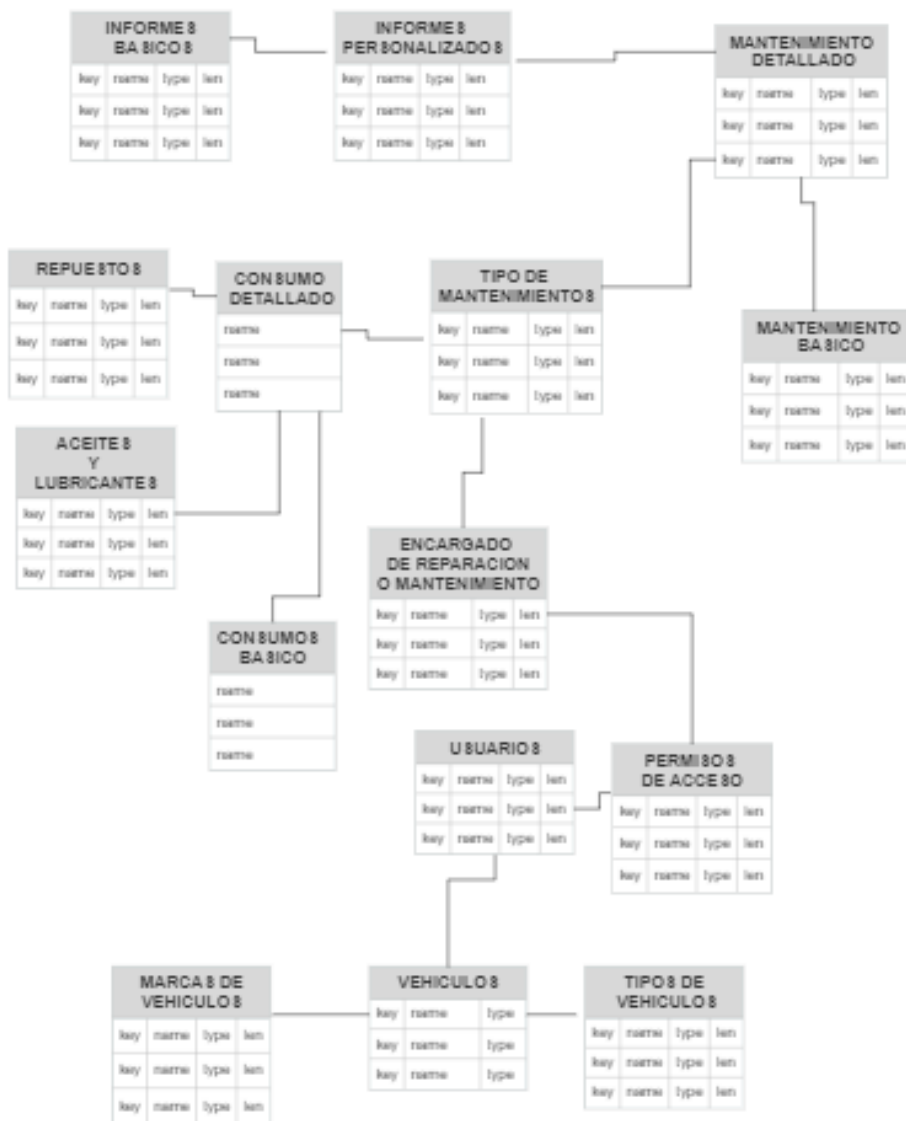 INFORMES
BASICOS
key name type len
key name type len
key name type len
INFORMES
PERSONALIZADOS
key name type len
key name type len
key name type len
MANTENIMIENTO
DETALLADO
key name type len
key name type len
key name type len
REPUESTOS
key name type len
key name type len
key name type len
CONSUMO
DETALLADO
name
name
name
TIPO DE
MANTENIMIENTOS
key name type len
key name type len
key name type len
MANTENIMIENTO
BASICO
key name type len
key name type len
key name type len
ACEITES
Y
LUBRICANTES
key name type len
key name type len
key name type len
ENCARGADO
DE REPARACION
O MANTENIMIENTO
key name type len
key name type len
key name type len
CONSUMOS
BASICO
name
name
name
USUARIOS
key name type len
key name type len
key name type len
PERMISOS
DE ACCESO
key name type len
key name type len
key name type len
MARCAS DE
VEHICULOS
key name type len
key name type len
key name type len
VEHICULOS
key name type
key name type
key name type
TIPOS DE
VEHICULOS
key name type len
key name type len
key name type len